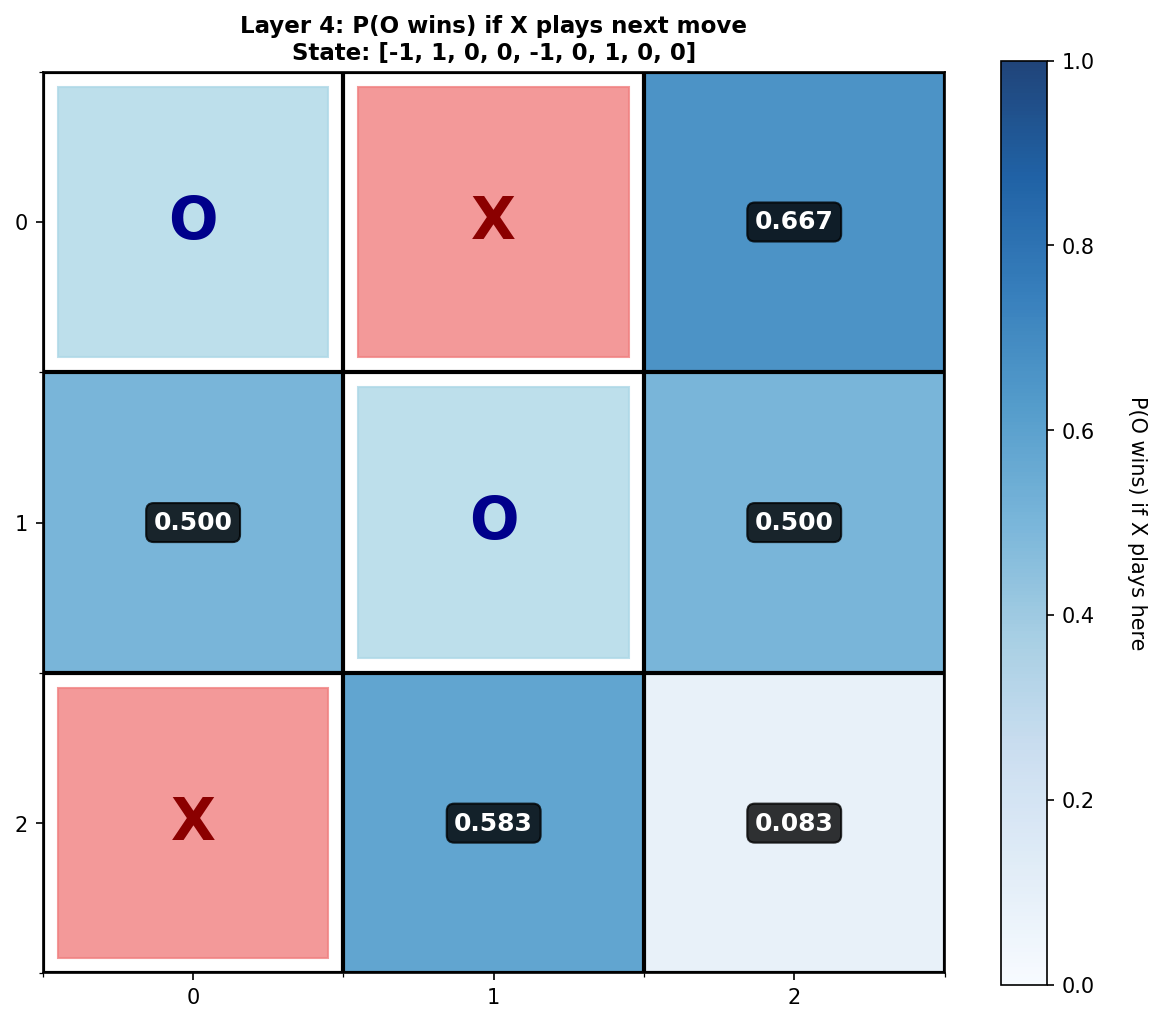 Layer 4: P(O wins) if X plays next move
State: [-1, 1, 0, 0, -1, 0, 1, 0, 0]
O
X
0.667
0.500
O
0.500
X
0.583
0.083
0
1
2
0
1
2
1.0
0.8
0.6
0.4
0.2
0.0
P(O wins) if X plays here